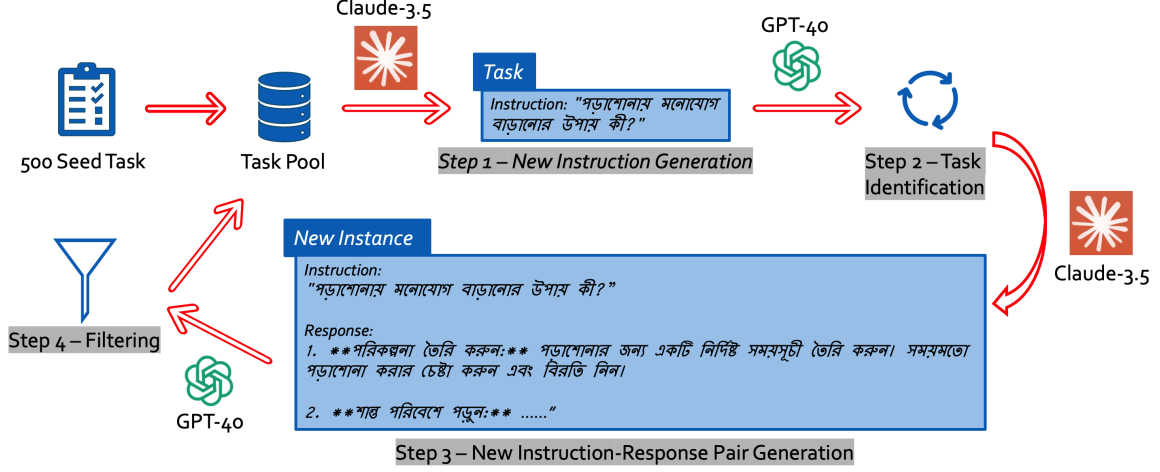 Claude-3.5
GPT-4o
Task
Instruction: "পড়াশোনায় মনোযোগ
বাড়ানোর উপায় কী?"
500 Seed Task
Task Pool
Step 1 – New Instruction Generation
Step 2 – Task
Identification
New Instance
Instruction:
"পড়াশোনায় মনোযোগ বাড়ানোর উপায় কী?”
Claude-3.5
Step 4 – Filtering
Response:
1. **পরিকল্পনা তৈরি করুন:** পড়াশোনার জন্য একটি নির্দিষ্ট সময়সূচী তৈরি করুন। সময়মতো
পড়াশোনা করার চেষ্টা করুন এবং বিরতি নিন।
2. **শান্ত পরিবেশে পড়ুন:** ......”
GPT-4o
Step 3 – New Instruction-Response Pair Generation